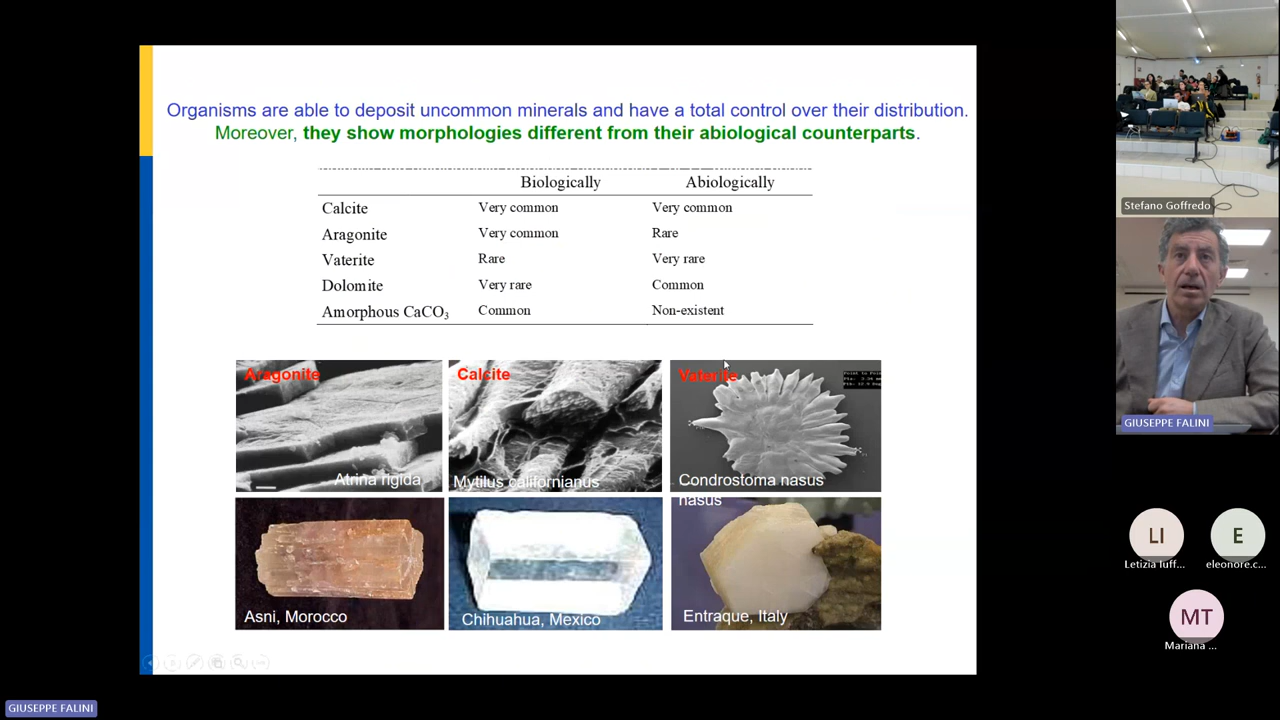 Organisms are able to deposit uncommon minerals and have a total control over their distribution.
Moreover, they show morphologies different from their abiological counterparts.
Biologically Abiologically
Calcite Very common Very common
Aragonite Very common Rare
Vaterite Rare Very rare
Dolomite Very rare Common
Amorphous CaCO₃ Common Non-existent
Aragonite
Atrina rigida
Calcite
Mytilus californianus
Vaterite
Condrostoma nasus
nasus
Asni, Morocco
Chihuahua, Mexico
Entraque, Italy
Stefano Goffredo
GIUSEPPE FALINI
LI
Letizia Iuff...
E
eleonore.c...
MT
Mariana ...
GIUSEPPE FALINI